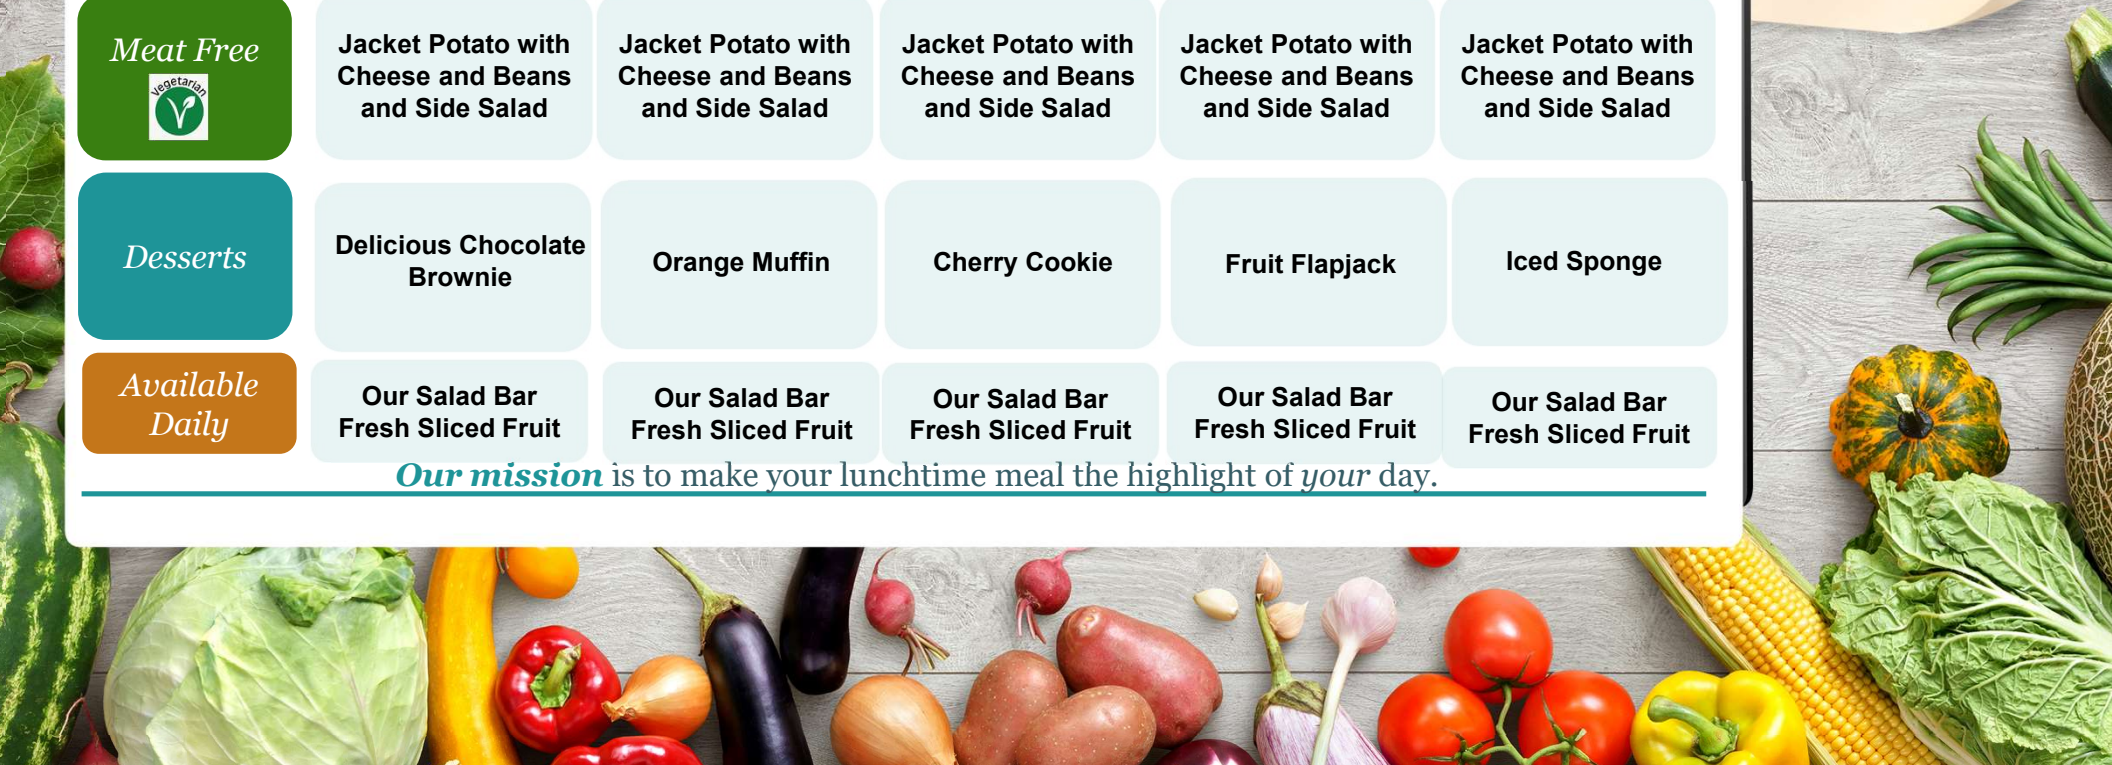 Meat Free
Vegetarian
Jacket Potato with
Cheese and Beans
and Side Salad
Jacket Potato with
Cheese and Beans
and Side Salad
Jacket Potato with
Cheese and Beans
and Side Salad
Jacket Potato with
Cheese and Beans
and Side Salad
Jacket Potato with
Cheese and Beans
and Side Salad
Desserts
Delicious Chocolate
Brownie
Orange Muffin
Cherry Cookie
Fruit Flapjack
Iced Sponge
Available
Daily
Our Salad Bar
Fresh Sliced Fruit
Our Salad Bar
Fresh Sliced Fruit
Our Salad Bar
Fresh Sliced Fruit
Our Salad Bar
Fresh Sliced Fruit
Our Salad Bar
Fresh Sliced Fruit
Our mission is to make your lunchtime meal the highlight of your day.